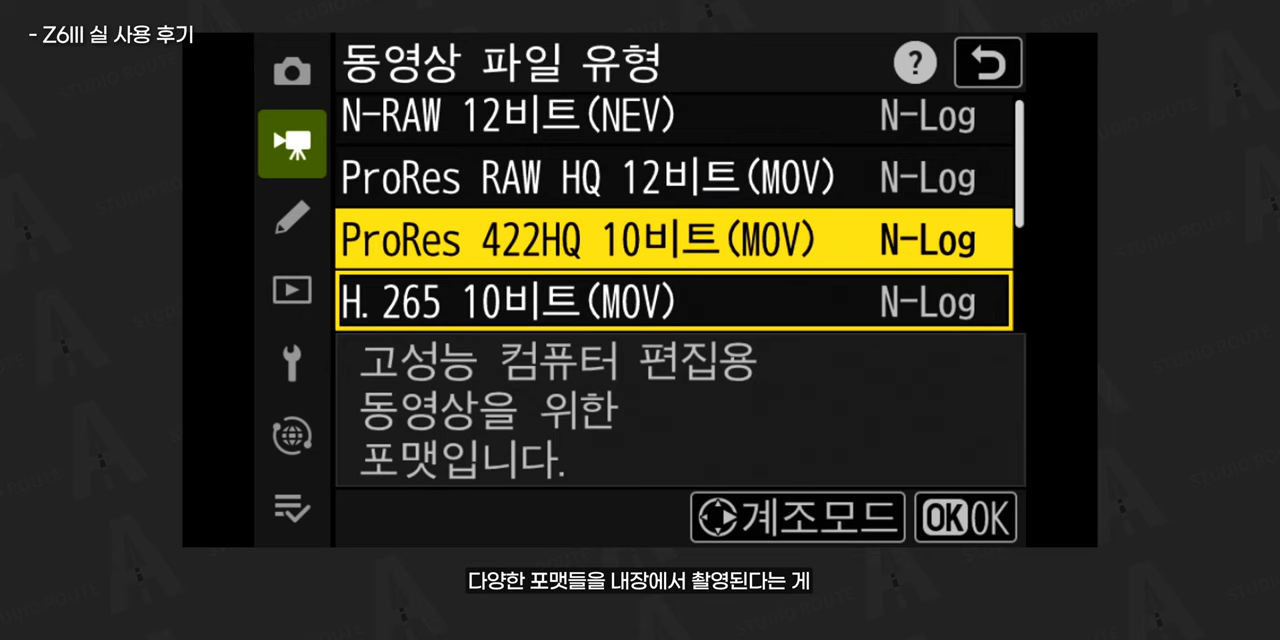 - Z6III 실 사용 후기
동영상 파일 유형
?
N-RAW 12비트(NEV) N-Log
ProRes RAW HQ 12비트(MOV) N-Log
ProRes 422HQ 10비트(MOV) N-Log
H.265 10비트(MOV) N-Log
고성능 컴퓨터 편집용
동영상을 위한
포맷입니다.
계조모드 OK OK
다양한 포맷들을 내장에서 촬영된다는 게
STUDIO ROUTE